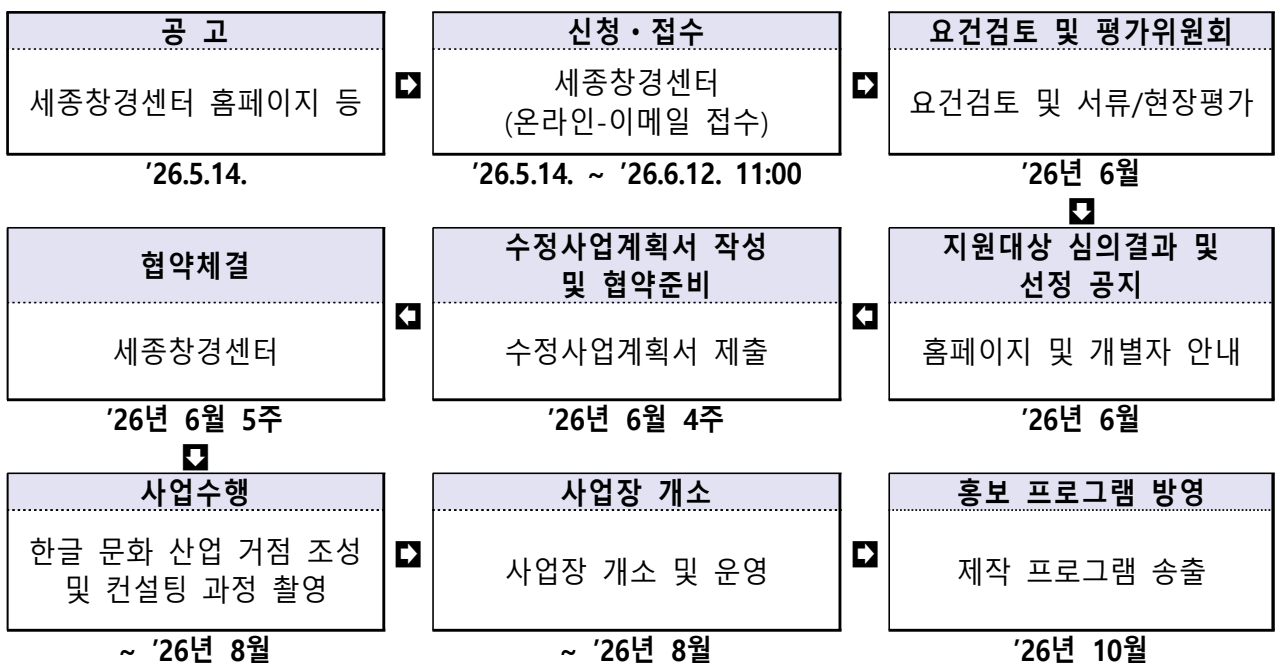 공 고
세종창경센터 홈페이지 등
'26.5.14.
신청・접수
세종창경센터
(온라인-이메일 접수)
'26.5.14. ~ '26.6.12. 11:00
요건검토 및 평가위원회
요건검토 및 서류/현장평가
'26년 6월
지원대상 심의결과 및
선정 공지
홈페이지 및 개별자 안내
'26년 6월
수정사업계획서 작성
및 협약준비
수정사업계획서 제출
'26년 6월 4주
협약체결
세종창경센터
'26년 6월 5주
사업수행
한글 문화 산업 거점 조성
및 컨설팅 과정 촬영
~ '26년 8월
사업장 개소
사업장 개소 및 운영
~ '26년 8월
홍보 프로그램 방영
제작 프로그램 송출
'26년 10월